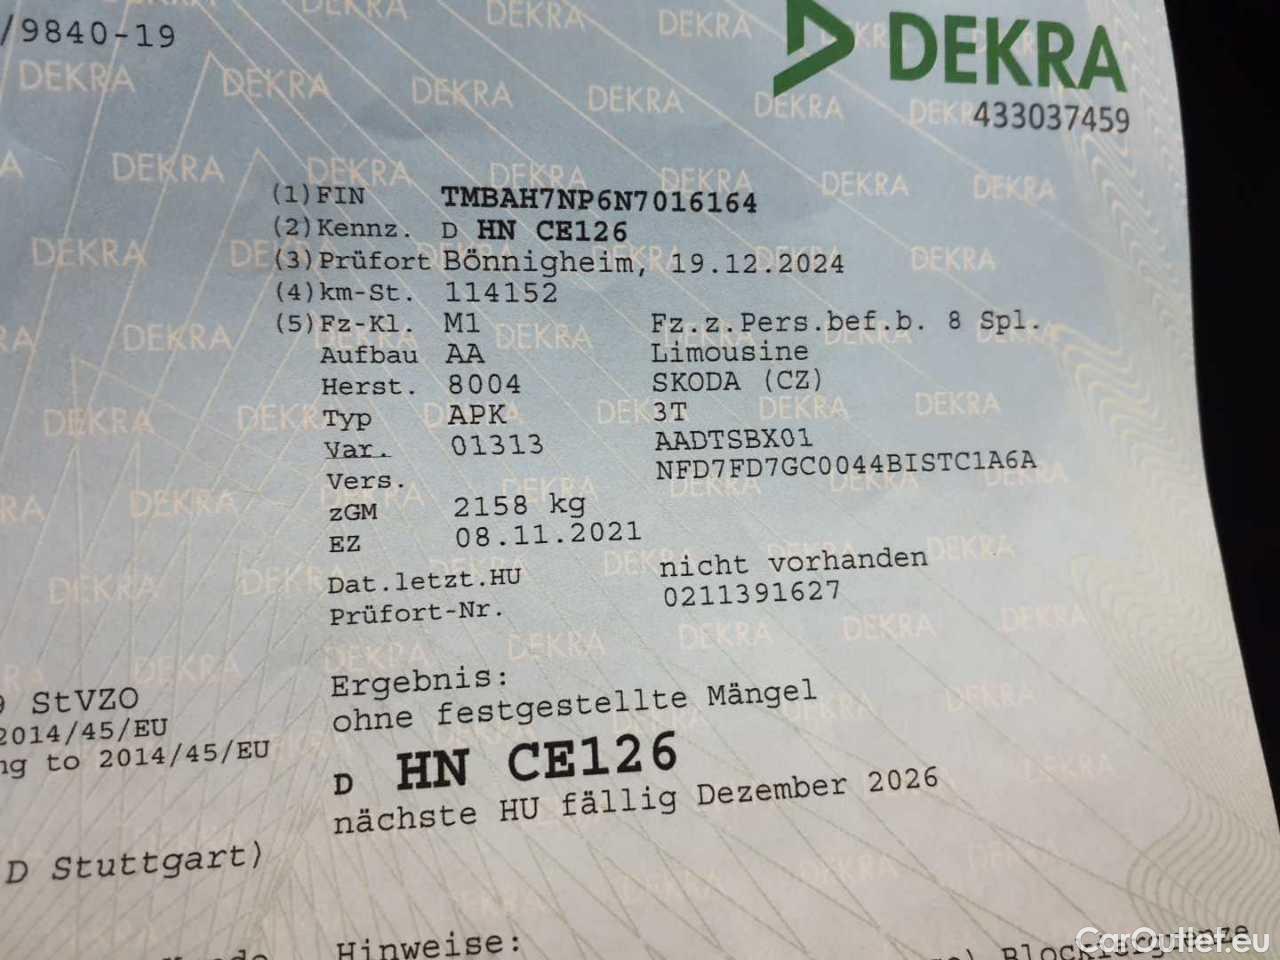 /9840-19
DEKRA
433037459
(1)FIN TMBAH7NP6N7016164
(2)Kennz. D HN CE126
(3)Prüfort Bönnigheim, 19.12.2024
(4)km-St. 114152
(5)Fz-Kl. M1 Fz.z.Pers.bef.b. 8 Spl.
Aufbau AA Limousine
Herst. 8004 SKODA (CZ)
Typ APK 3T
Var. 01313 AADTSBX01
Vers. NFD7FD7GC0044BISTC1A6A
zGM 2158 kg
EZ 08.11.2021
Dat.letzt.HU nicht vorhanden
Prüfort-Nr. 0211391627
Ergebnis:
ohne festgestellte Mängel
D HN CE126
nächste HU fällig Dezember 2026
9 StVZO
2014/45/EU
ng to 2014/45/EU
D Stuttgart)
Hinweise:
CarOutlet.eu